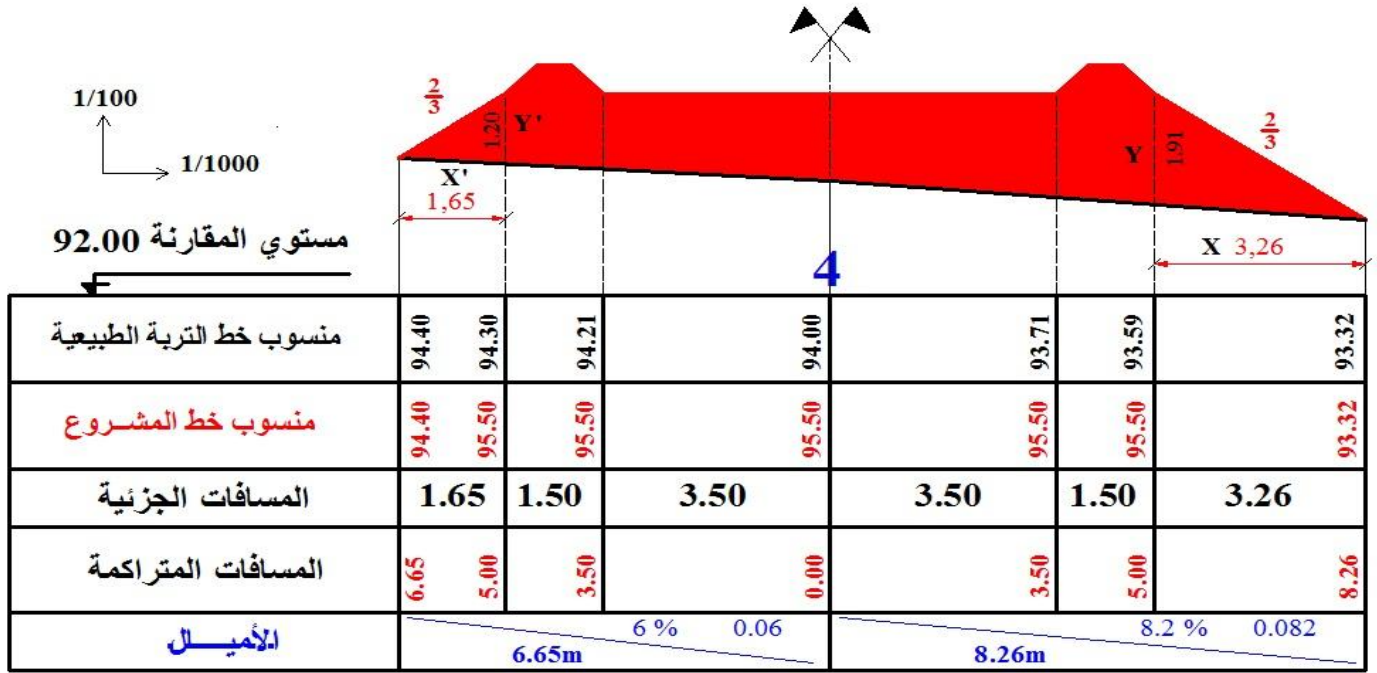 1/100
1/1000
2/3
1.20 Y'
Y 1.91
2/3
X'
1,65
X 3,26
مستوي المقارنة 92.00
4
منسوب خط التربة الطبيعية 94.40 94.30 94.21 94.00 93.71 93.59 93.32
منسوب خط المشــروع 94.40 95.50 95.50 95.50 95.50 95.50 93.32
المسافات الجزئية 1.65 1.50 3.50 3.50 1.50 3.26
المسافات المتراكمة 6.65 5.00 3.50 0.00 3.50 5.00 8.26
الأميـــــال 6 % 0.06 8.2 % 0.082
6.65m 8.26m